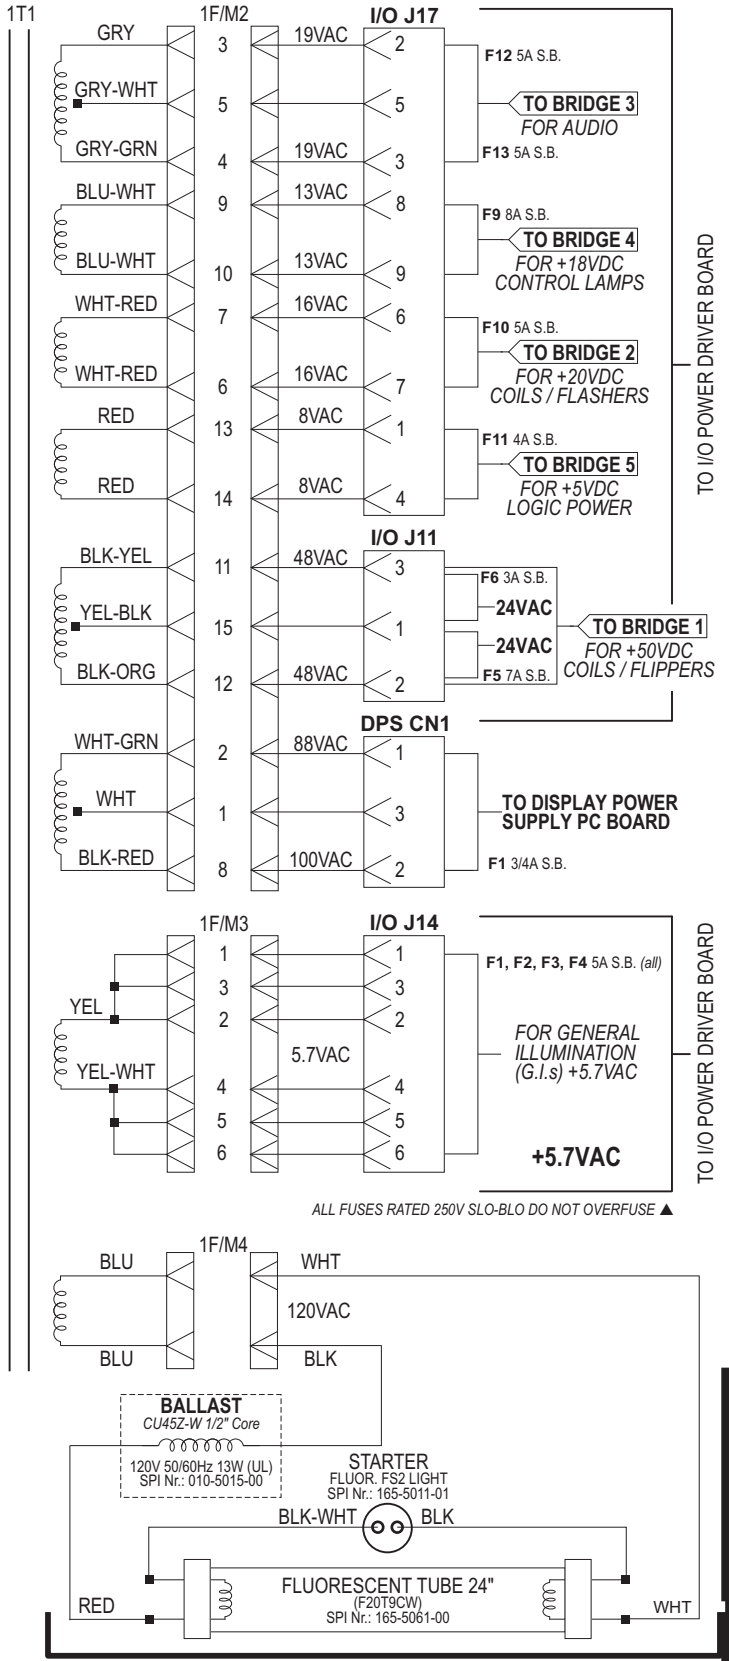 1T1
1F/M2
I/O J17
GRY
3
19VAC
2
F12 5A S.B.
GRY-WHT
5
5
TO BRIDGE 3
FOR AUDIO
GRY-GRN
4
19VAC
3
F13 5A S.B.
BLU-WHT
9
13VAC
8
F9 8A S.B.
TO BRIDGE 4
FOR +18VDC
CONTROL LAMPS
BLU-WHT
10
13VAC
9
WHT-RED
7
16VAC
6
F10 5A S.B.
TO BRIDGE 2
FOR +20VDC
COILS / FLASHERS
WHT-RED
6
16VAC
7
RED
13
8VAC
1
F11 4A S.B.
TO BRIDGE 5
FOR +5VDC
LOGIC POWER
RED
14
8VAC
4
TO I/O POWER DRIVER BOARD
I/O J11
BLK-YEL
11
48VAC
3
F6 3A S.B.
24VAC
YEL-BLK
15
1
TO BRIDGE 1
24VAC
FOR +50VDC
COILS / FLIPPERS
BLK-ORG
12
48VAC
2
F5 7A S.B.
DPS CN1
WHT-GRN
2
88VAC
1
WHT
1
3
TO DISPLAY POWER
SUPPLY PC BOARD
BLK-RED
8
100VAC
2
F1 3/4A S.B.
1F/M3
I/O J14
1
1
F1, F2, F3, F4 5A S.B. (all)
3
3
YEL
2
2
5.7VAC
FOR GENERAL
ILLUMINATION
(G.I.s) +5.7VAC
YEL-WHT
4
4
5
5
6
6
+5.7VAC
TO I/O POWER DRIVER BOARD
ALL FUSES RATED 250V SLO-BLO DO NOT OVERFUSE ▲
1F/M4
BLU
WHT
120VAC
BLU
BLK
BALLAST
CU45Z-W 1/2" Core
120V 50/60Hz 13W (UL)
SPI Nr.: 010-5015-00
STARTER
FLUOR. FS2 LIGHT
SPI Nr.: 165-5011-01
BLK-WHT
BLK
FLUORESCENT TUBE 24"
(F20T9CW)
SPI Nr.: 165-5061-00
RED
WHT